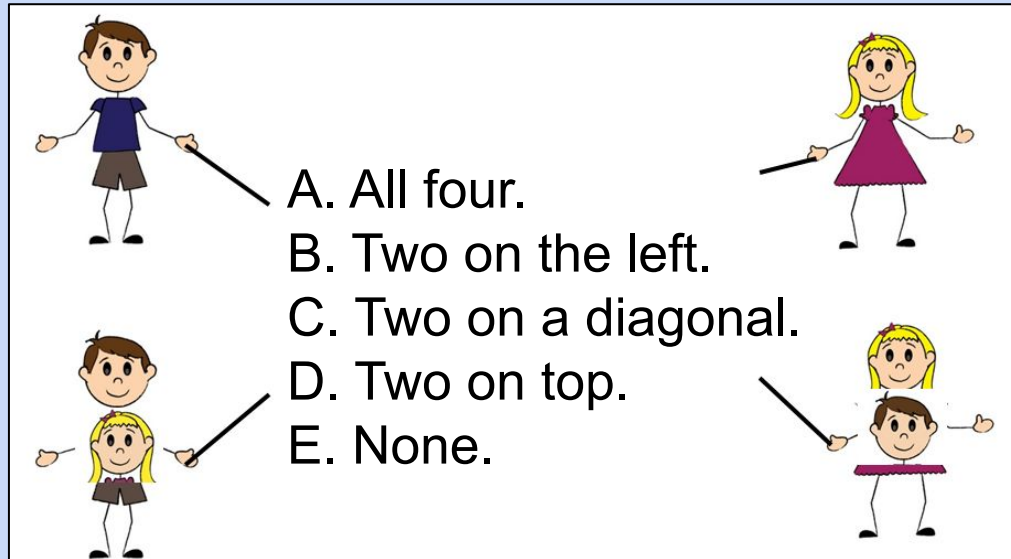 A. All four.
B. Two on the left.
C. Two on a diagonal.
D. Two on top.
E. None.